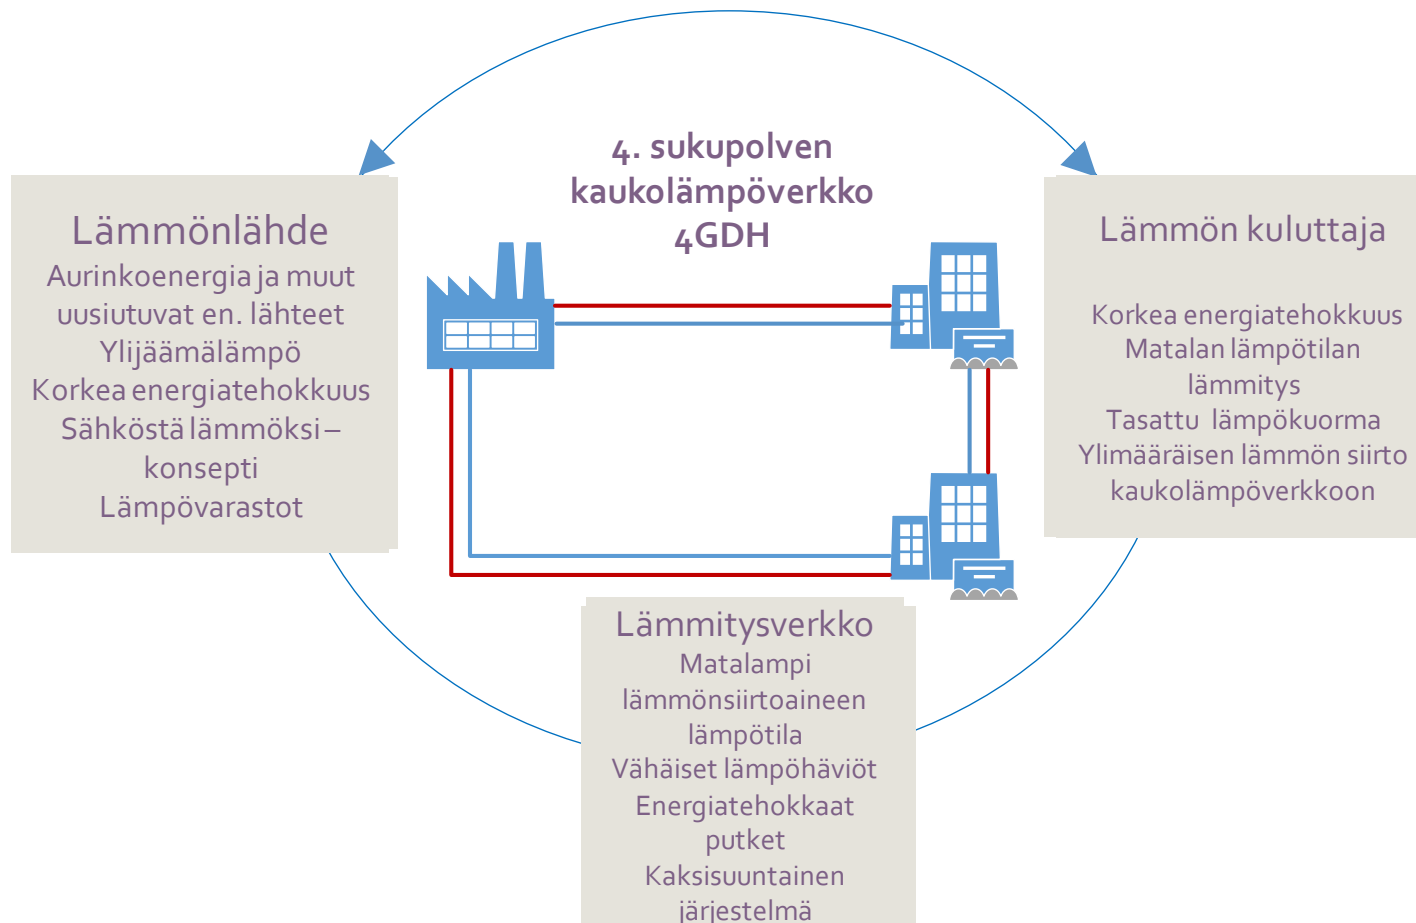 4. sukupolven
kaukolämpöverkko
4GDH
Lämmönlähde
Aurinkoenergia ja muut
uusiutuvat en. lähteet
Ylijäämälämpö
Korkea energiatehokkuus
Sähköstä lämmöksi –
konsepti
Lämpövarastot
Lämmön kuluttaja
Korkea energiatehokkuus
Matalan lämpötilan
lämmitys
Tasattu lämpökuorma
Ylimääräisen lämmön siirto
kaukolämpöverkkoon
Lämmitysverkko
Matalampi
lämmönsiirtoaineen
lämpötila
Vähäiset lämpöhäviöt
Energiatehokkaat
putket
Kaksisuuntainen
järjestelmä